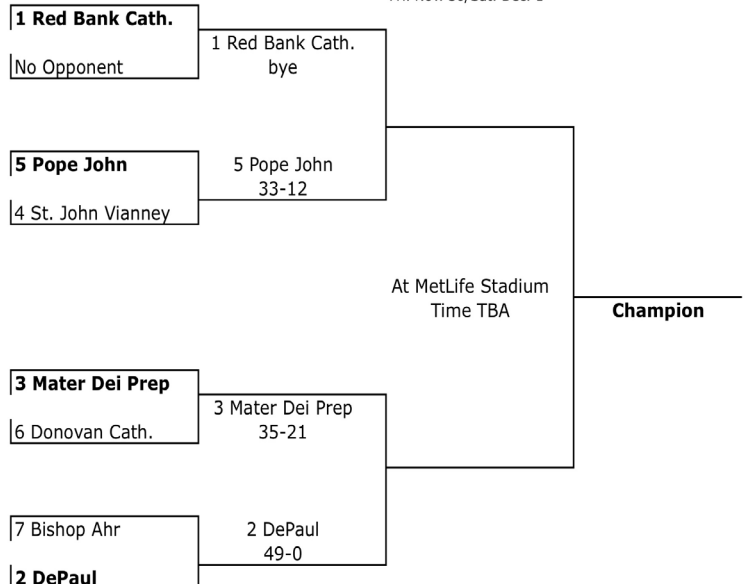 1 Red Bank Cath.
No Opponent
1 Red Bank Cath.
bye
5 Pope John
4 St. John Vianney
5 Pope John
33-12
At MetLife Stadium
Time TBA
Champion
3 Mater Dei Prep
6 Donovan Cath.
3 Mater Dei Prep
35-21
7 Bishop Ahr
2 DePaul
2 DePaul
49-0